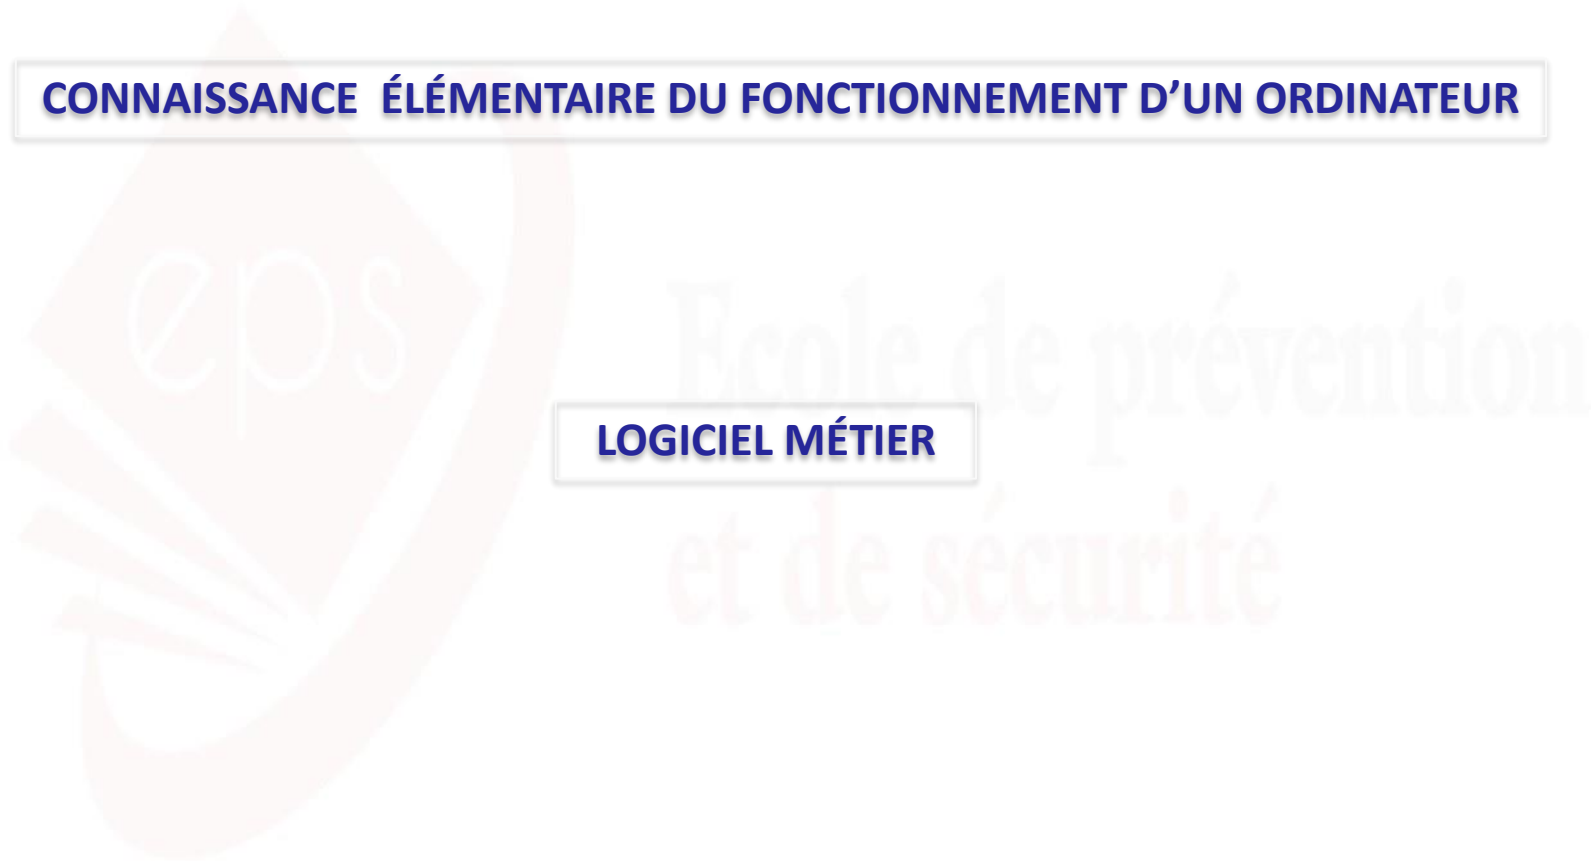 CONNAISSANCE ÉLÉMENTAIRE DU FONCTIONNEMENT D’UN ORDINATEUR
eps
Ecole de prévention
LOGICIEL MÉTIER
et de sécurité